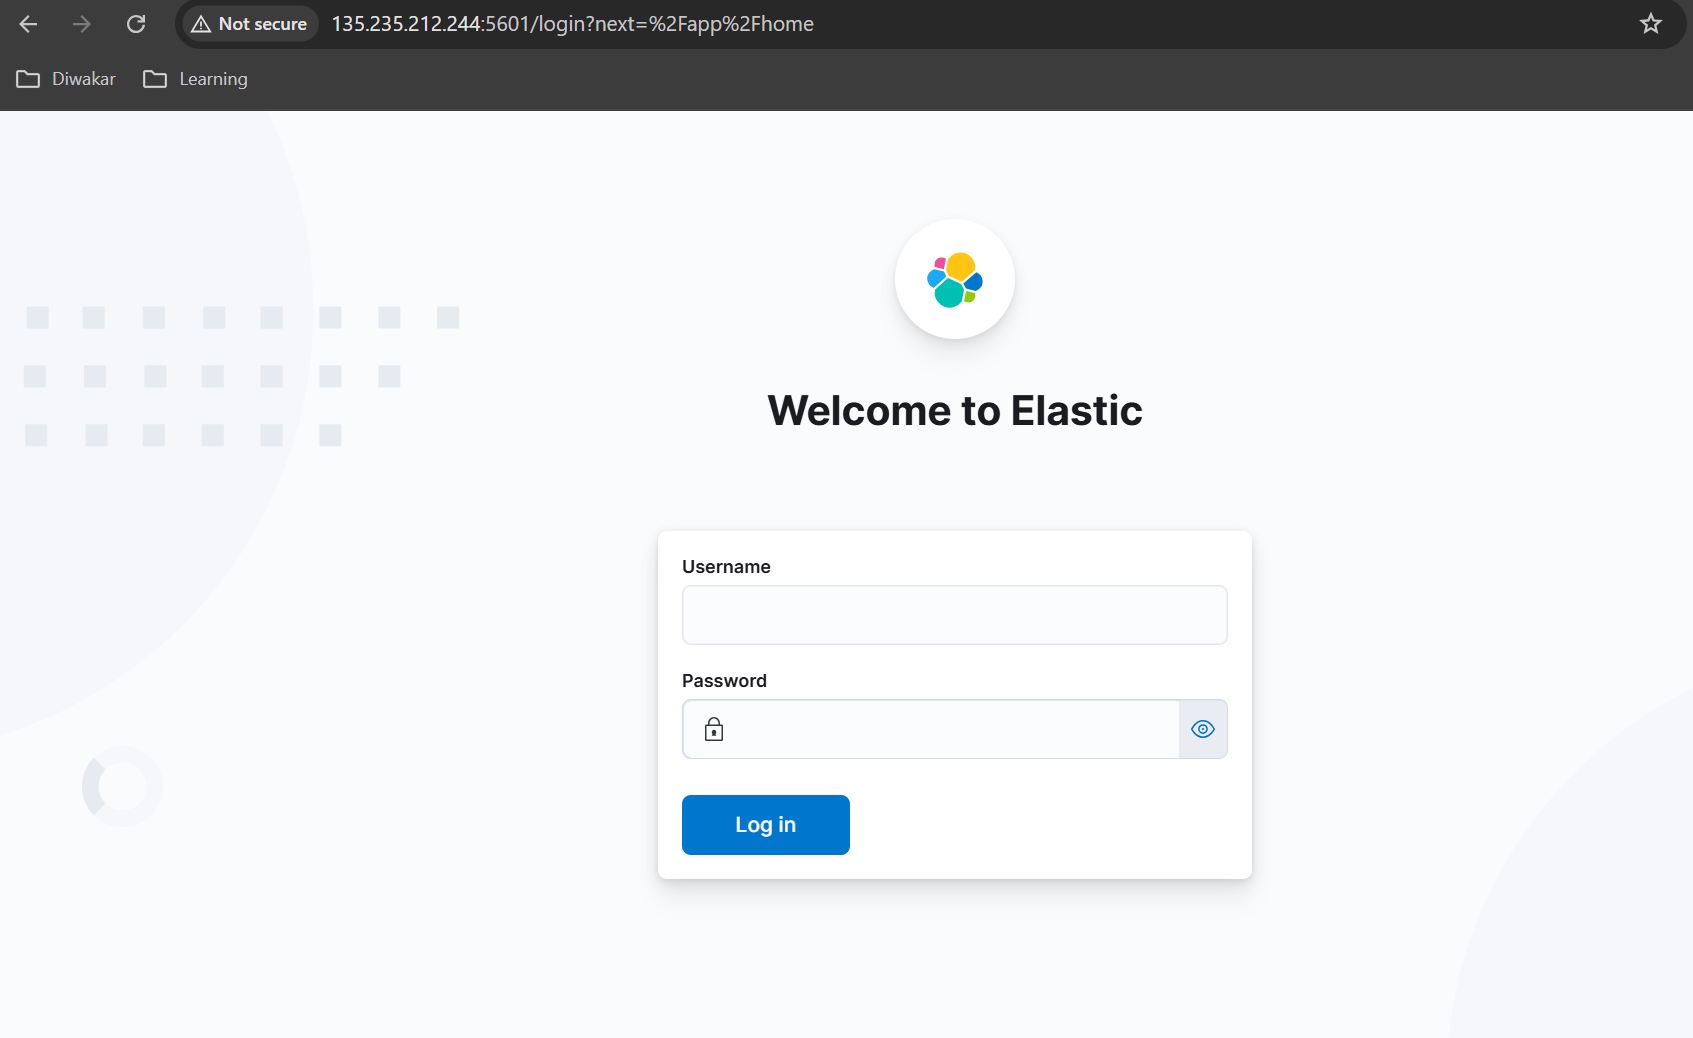 Not secure 135.235.212.244:5601/login?next=%2Fapp%2Fhome
Diwakar Learning
Welcome to Elastic
Username
Password
Log in